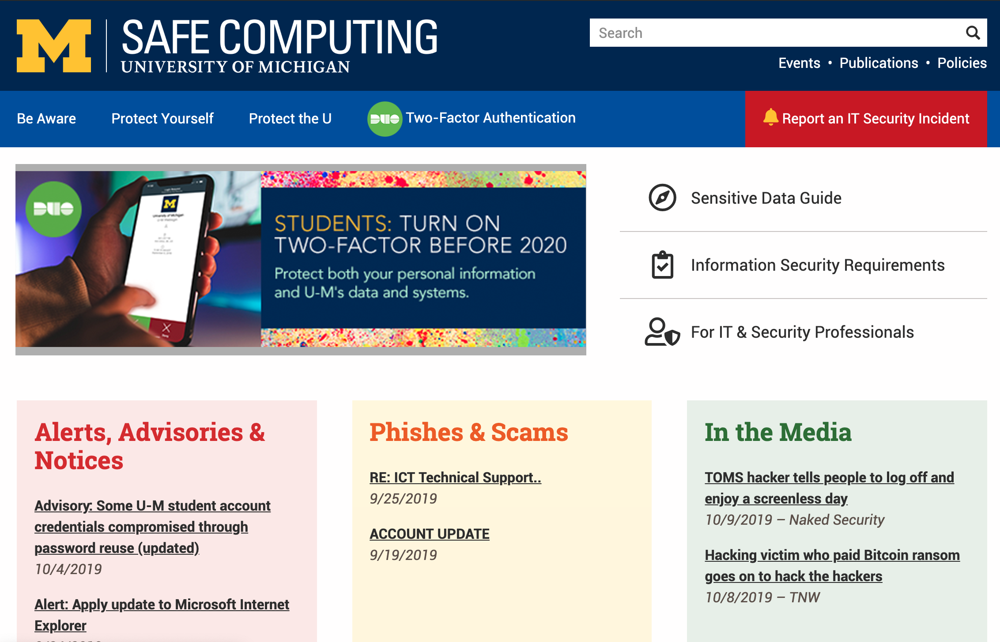 M
SAFE COMPUTING
UNIVERSITY OF MICHIGAN
Search
Events • Publications • Policies
Be Aware
Protect Yourself
Protect the U
DUO
Two-Factor Authentication
Report an IT Security Incident
DUO
M
University of Michigan
STUDENTS: TURN ON
TWO-FACTOR BEFORE 2020
Protect both your personal information
and U-M's data and systems.
Sensitive Data Guide
Information Security Requirements
For IT & Security Professionals
Alerts, Advisories &
Notices
Advisory: Some U-M student account
credentials compromised through
password reuse (updated)
10/4/2019
Alert: Apply update to Microsoft Internet
Explorer
Phishes & Scams
RE: ICT Technical Support..
9/25/2019
ACCOUNT UPDATE
9/19/2019
In the Media
TOMS hacker tells people to log off and
enjoy a screenless day
10/9/2019 – Naked Security
Hacking victim who paid Bitcoin ransom
goes on to hack the hackers
10/8/2019 – TNW